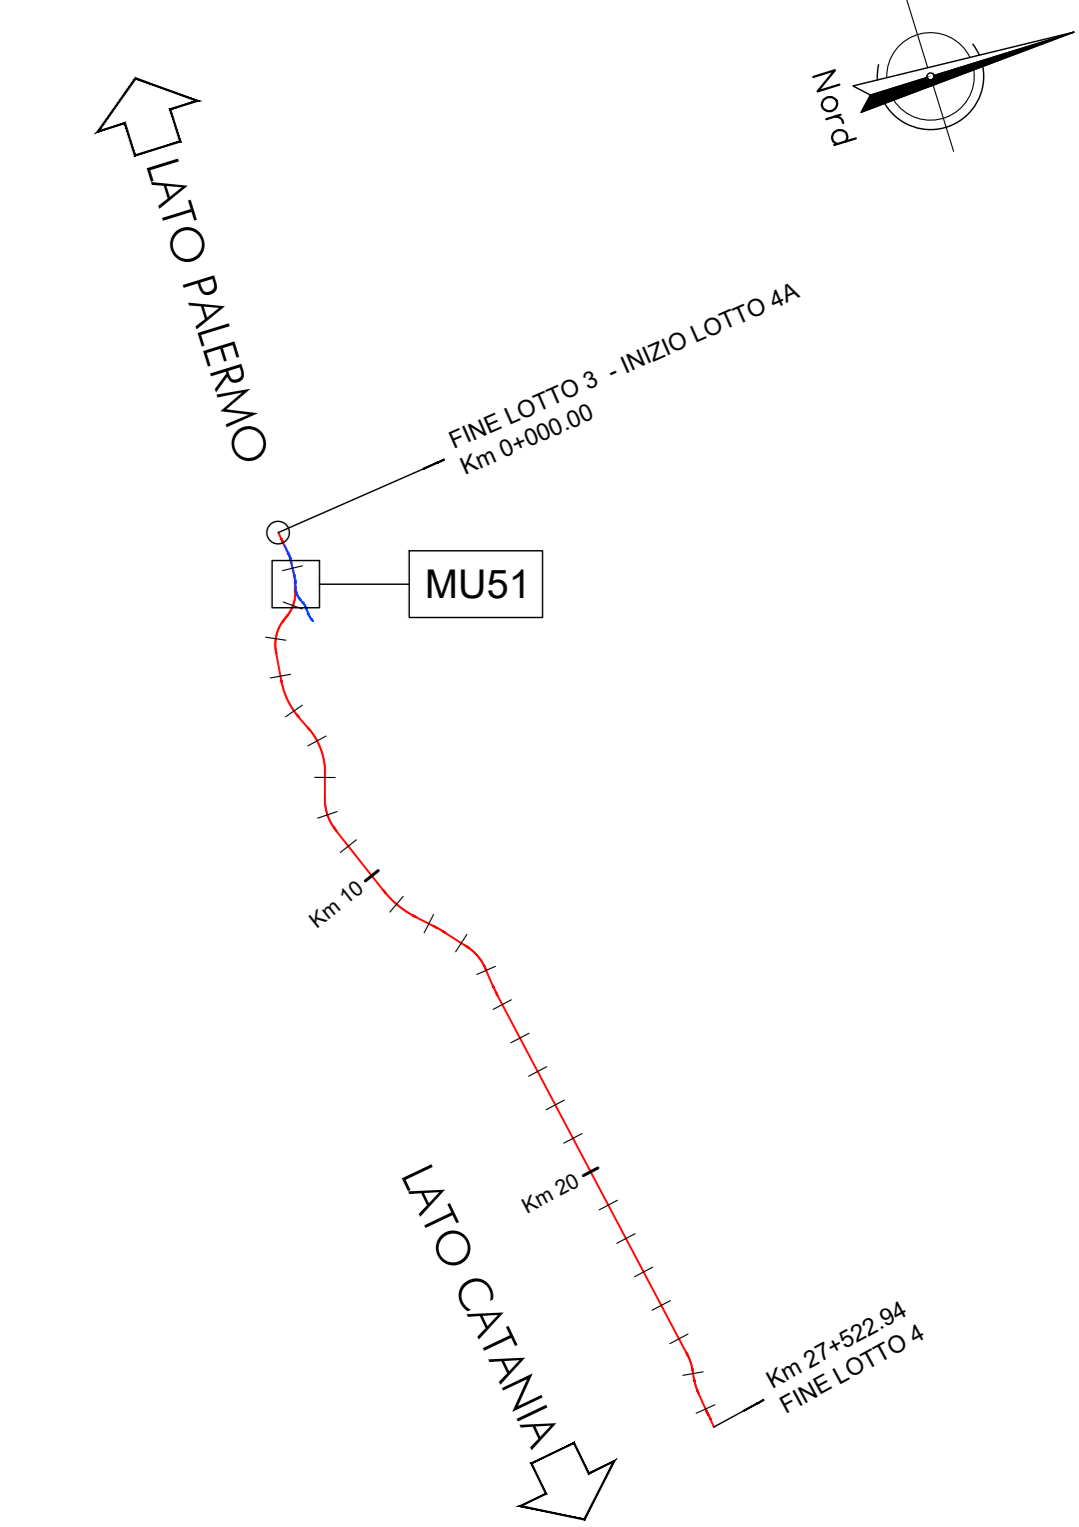 Nord
LATO PALERMO
FINE LOTTO 3 - INIZIO LOTTO 4A
Km 0+000.00
MU51
Km 10
Km 20
LATO CATANIA
Km 27+522.94
FINE LOTTO 4